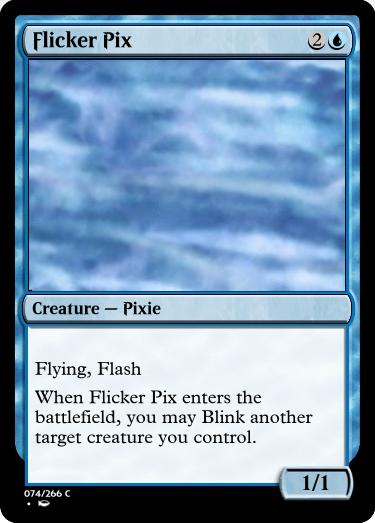 Flicker Pix 2
Creature — Pixie
Flying, Flash
When Flicker Pix enters the
battlefield, you may Blink another
target creature you control.
1/1
074/266 C